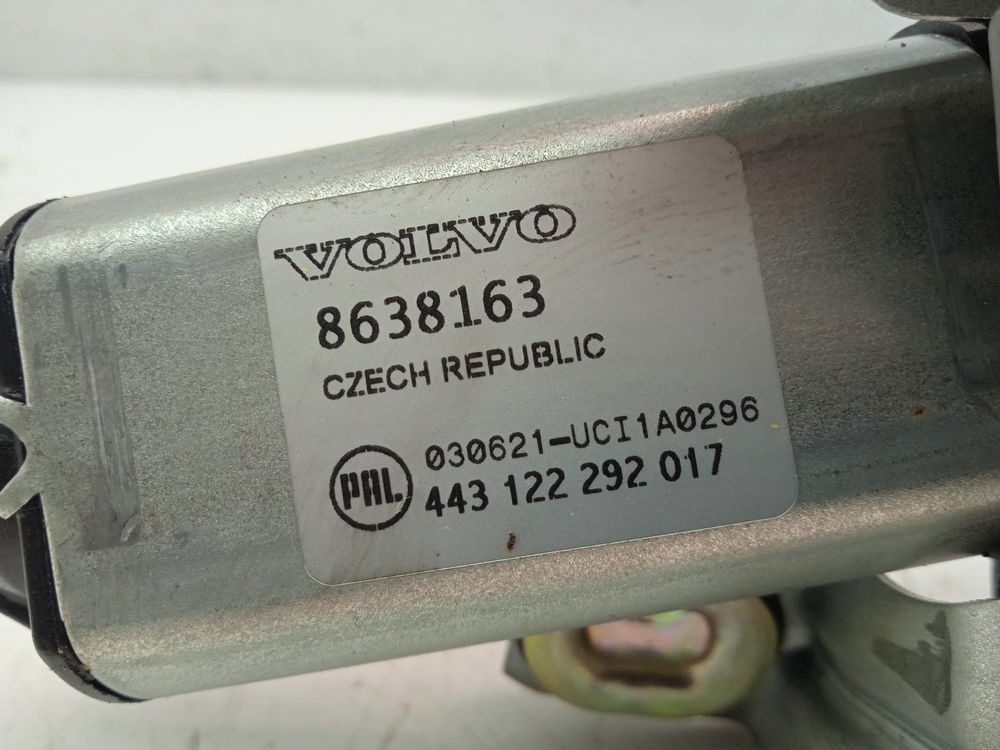 VOLVO
8638163
CZECH REPUBLIC
030621-UCI1A0296
PAL
443 122 292 017